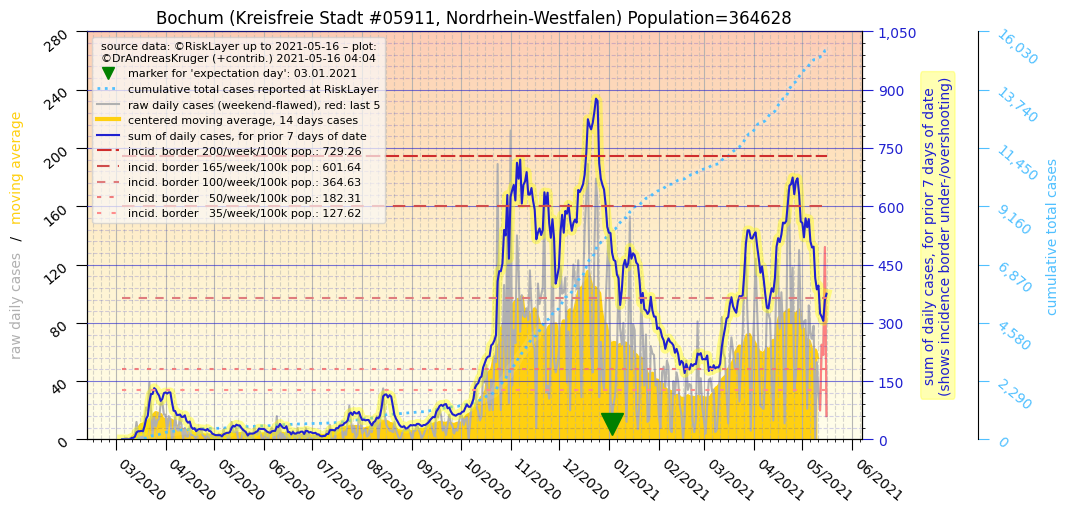 Bochum (Kreisfreie Stadt #05911, Nordrhein-Westfalen) Population=364628
source data: ©RiskLayer up to 2021-05-16 – plot:
©DrAndreasKruger (+contrib.) 2021-05-16 04:04
marker for 'expectation day': 03.01.2021
cumulative total cases reported at RiskLayer
raw daily cases (weekend-flawed), red: last 5
centered moving average, 14 days cases
sum of daily cases, for prior 7 days of date
incid. border 200/week/100k pop.: 729.26
incid. border 165/week/100k pop.: 601.64
incid. border 100/week/100k pop.: 364.63
incid. border   50/week/100k pop.: 182.31
incid. border   35/week/100k pop.: 127.62
raw daily cases   /   moving average
280
240
200
160
120
80
40
0
03/2020
04/2020
05/2020
06/2020
07/2020
08/2020
09/2020
10/2020
11/2020
12/2020
01/2021
02/2021
03/2021
04/2021
05/2021
06/2021
1,050
900
750
600
450
300
150
0
sum of daily cases, for prior 7 days of date
(shows incidence border under-/overshooting)
16,030
13,740
11,450
9,160
6,870
4,580
2,290
0
cumulative total cases